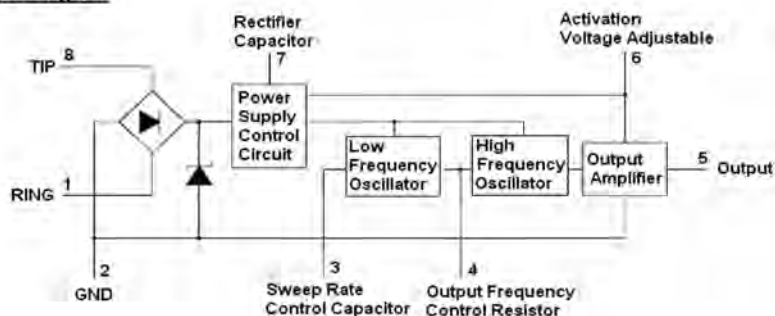 Rectifier
Capacitor
7
Activation
Voltage Adjustable
6
TIP
8
Power
Supply
Control
Circuit
Low
Frequency
Oscillator
High
Frequency
Oscillator
Output
Amplifier
5
Output
1
RING
2
GND
3
Sweep Rate
Control Capacitor
4
Output Frequency
Control Resistor